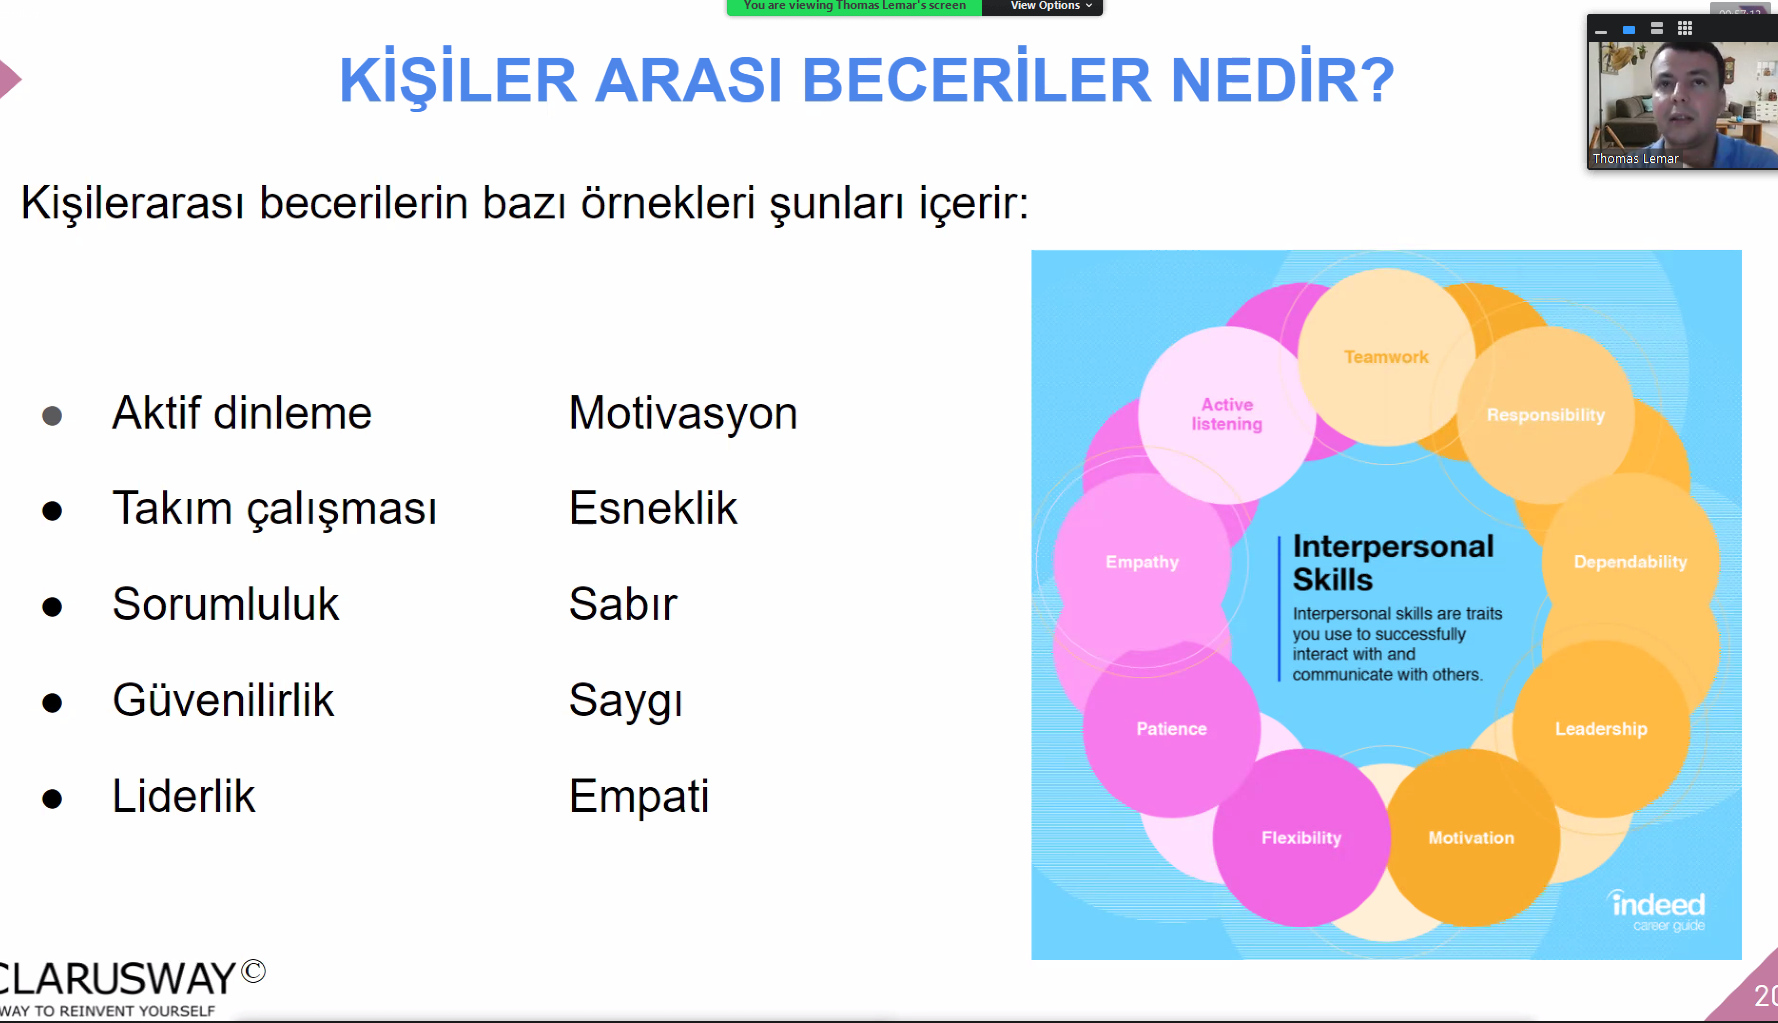 You are viewing Thomas Lemar's screen
View Options
KİŞİLER ARASI BECERİLER NEDİR?
Thomas Lemar
Kişilerarası becerilerin bazı örnekleri şunları içerir:
Aktif dinleme
Motivasyon
Takım çalışması
Esneklik
Sorumluluk
Sabır
Güvenilirlik
Saygı
Liderlik
Empati
Teamwork
Active
listening
Responsibility
Empathy
Dependability
Interpersonal
Skills
Interpersonal skills are traits
you use to successfully
interact with and
communicate with others.
Patience
Leadership
Flexibility
Motivation
indeed
career guide
CLARUSWAY©
WAY TO REINVENT YOURSELF